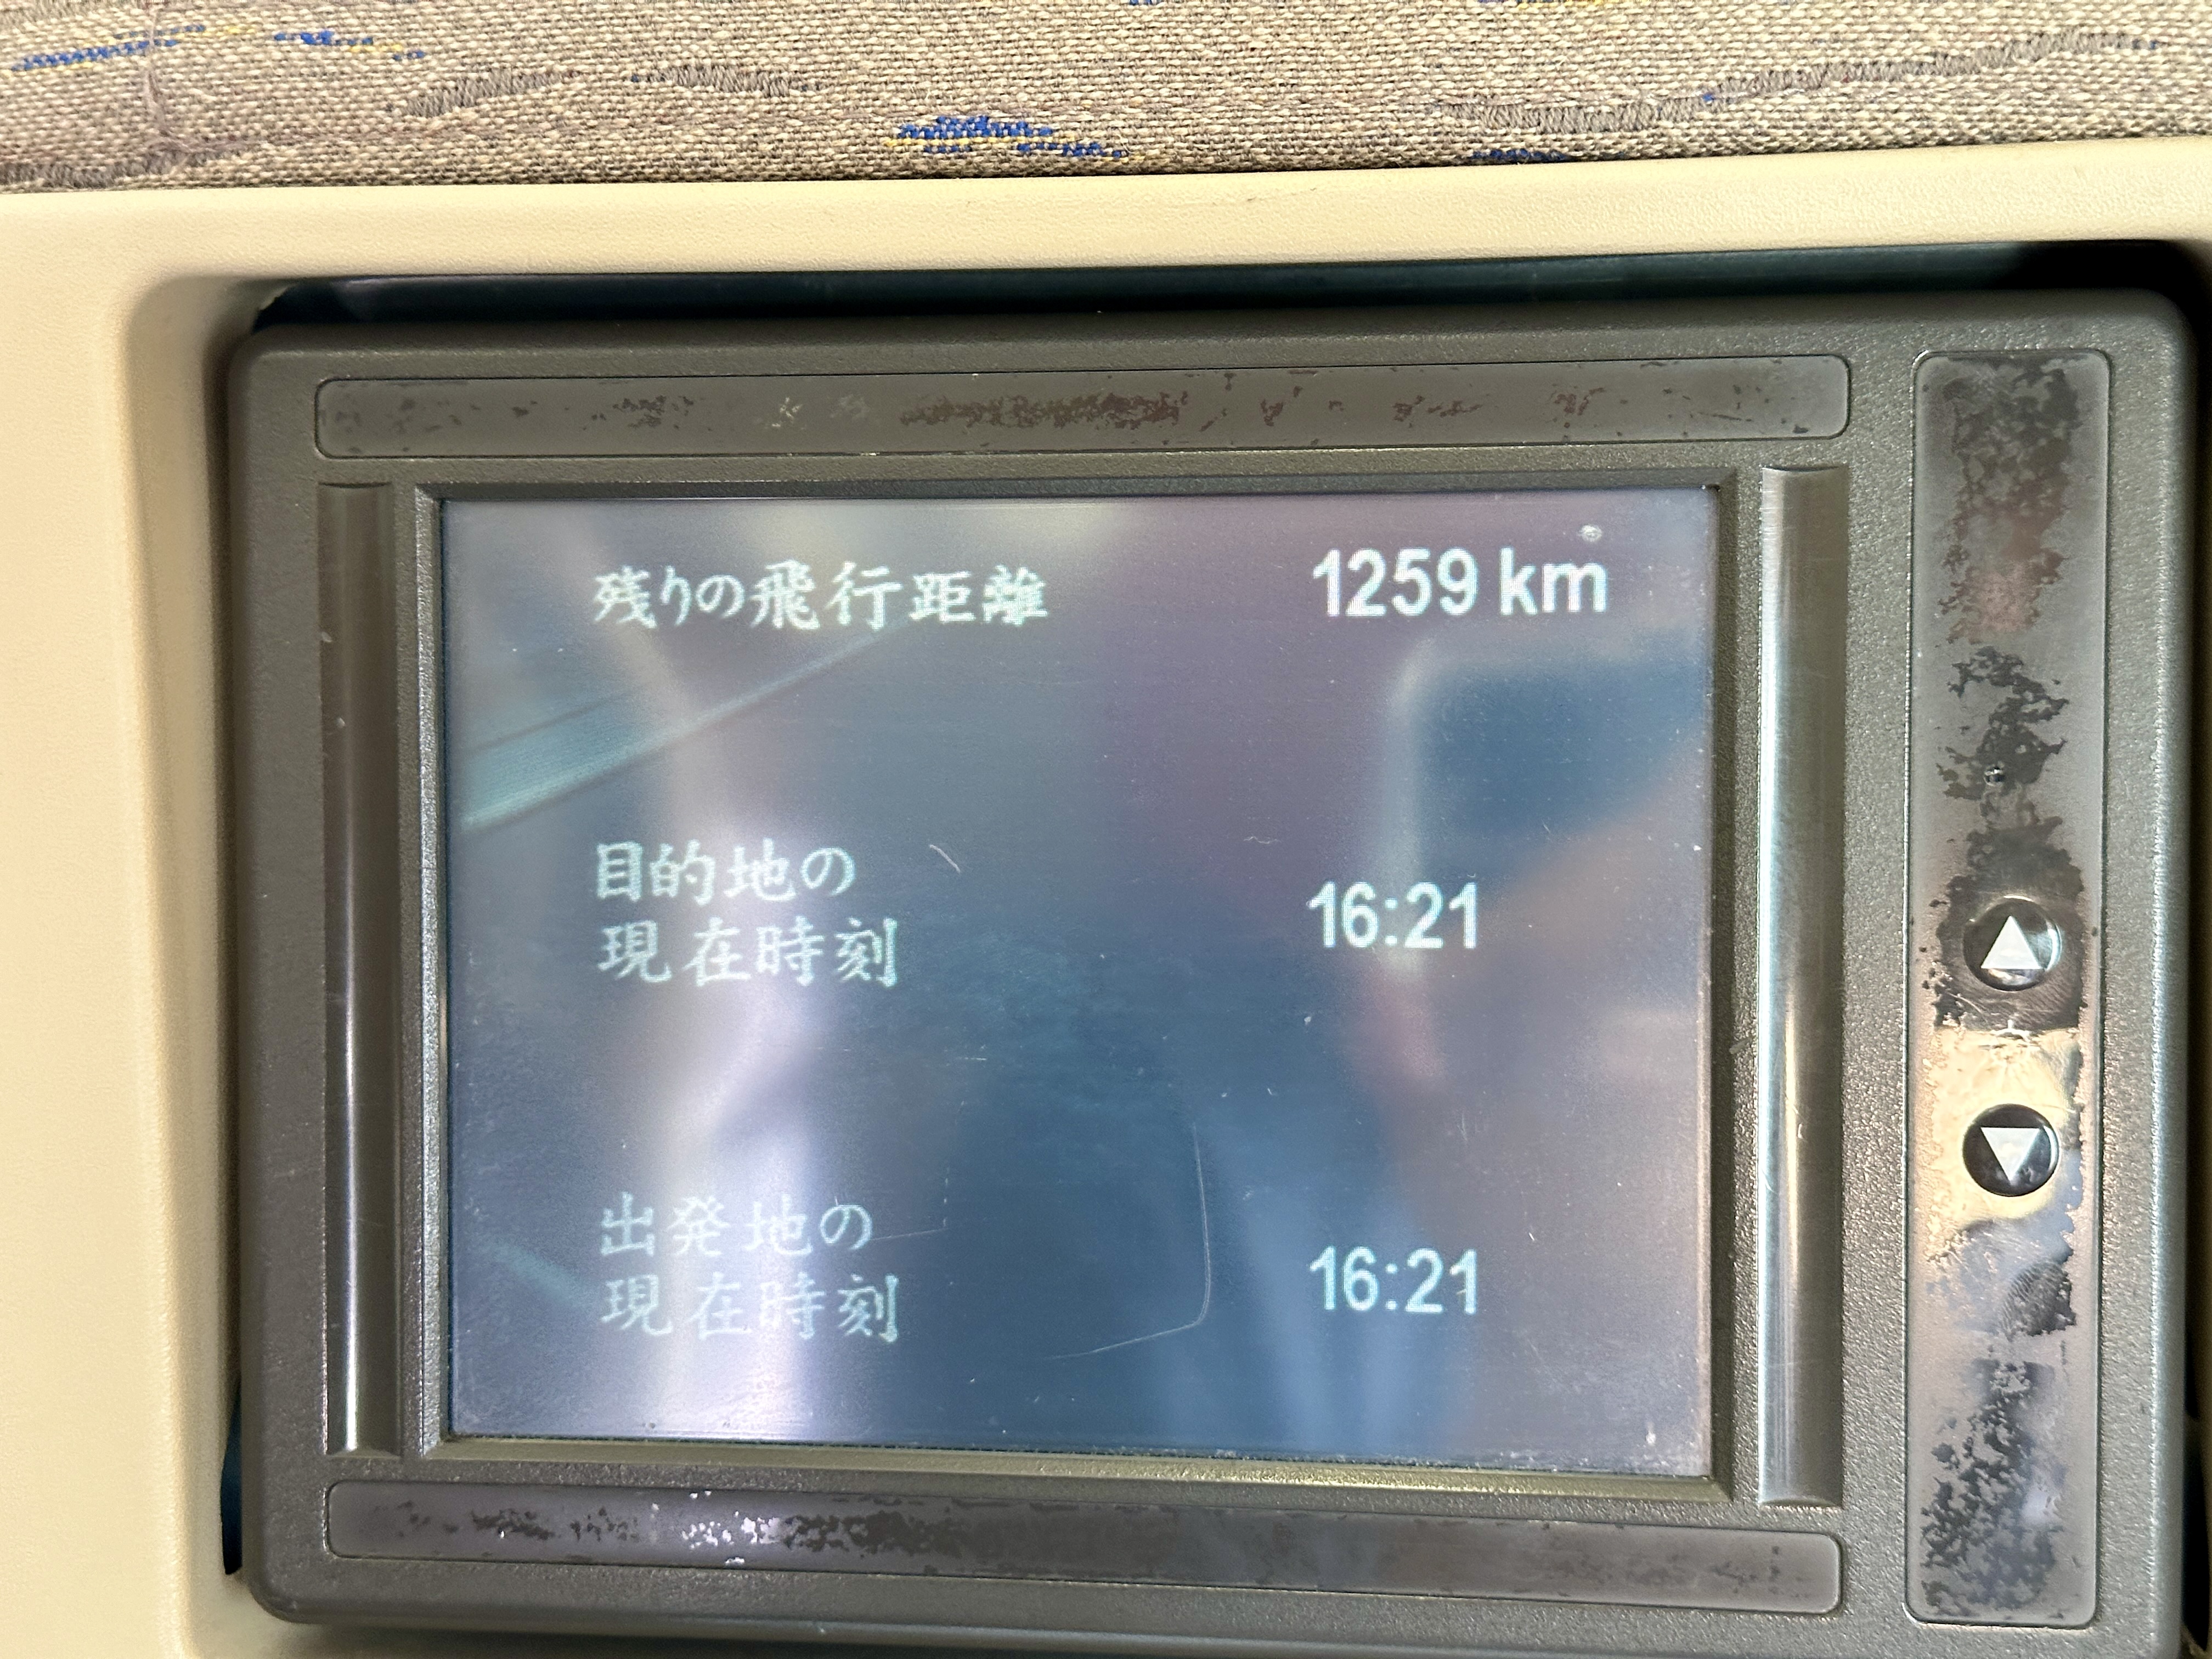 残りの飛行距離 1259 km
目的地の
現在時刻 16:21
出発地の
現在時刻 16:21